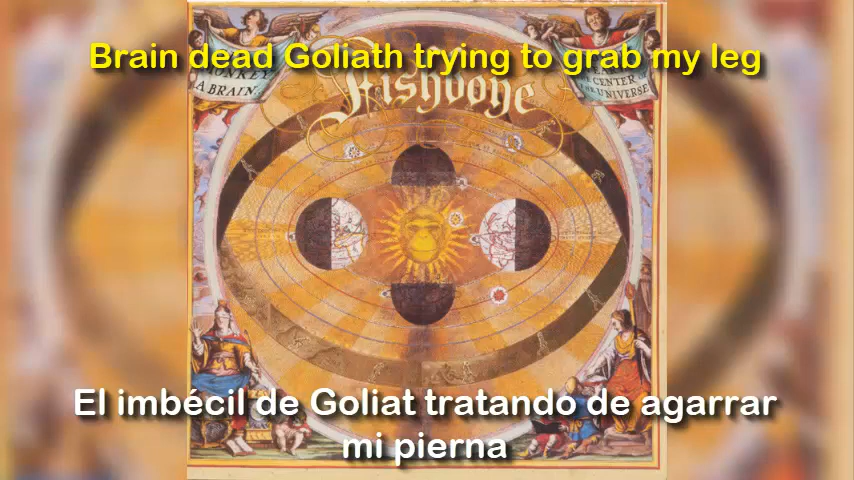 Brain dead Goliath trying to grab my leg
MONKEY
A BRAIN
CENTER
UNIVERSE
Fishbone
El imbécil de Goliat tratando de agarrar
mi pierna